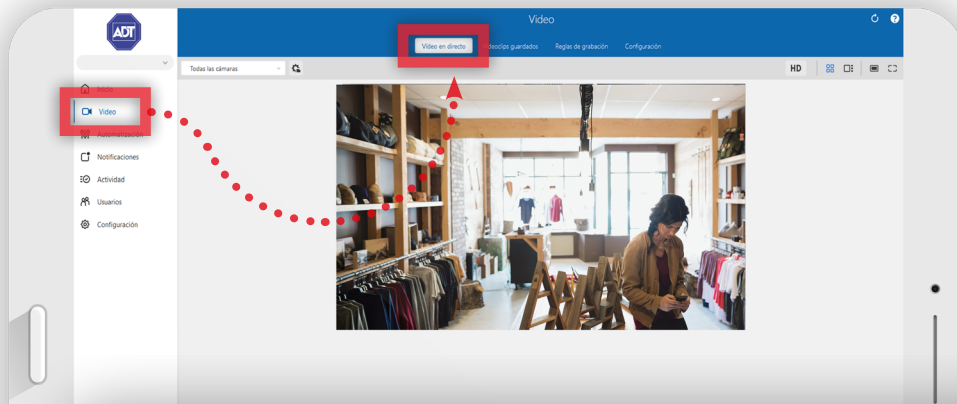 ADT
Video
Vídeo en directo
Videoclips guardados
Reglas de grabación
Configuración
Todas las cámaras
HD
Inicio
Video
Automatización
Notificaciones
Actividad
Usuarios
Configuración